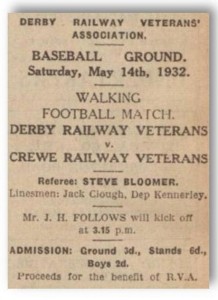 DERBY RAILWAY VETERANS'
ASSOCIATION.
BASEBALL GROUND.
Saturday, May 14th, 1932.
WALKING
FOOTBALL MATCH.
DERBY RAILWAY VETERANS
v.
CREWE RAILWAY VETERANS
Referee: STEVE BLOOMER.
Linesmen: Jack Clough, Dep Kennerley.
Mr. J. H. FOLLOWS will kick off
at 3.15 p.m.
ADMISSION: Ground 3d., Stands 6d.,
Boys 2d.
Proceeds for the benefit of R.V.A.